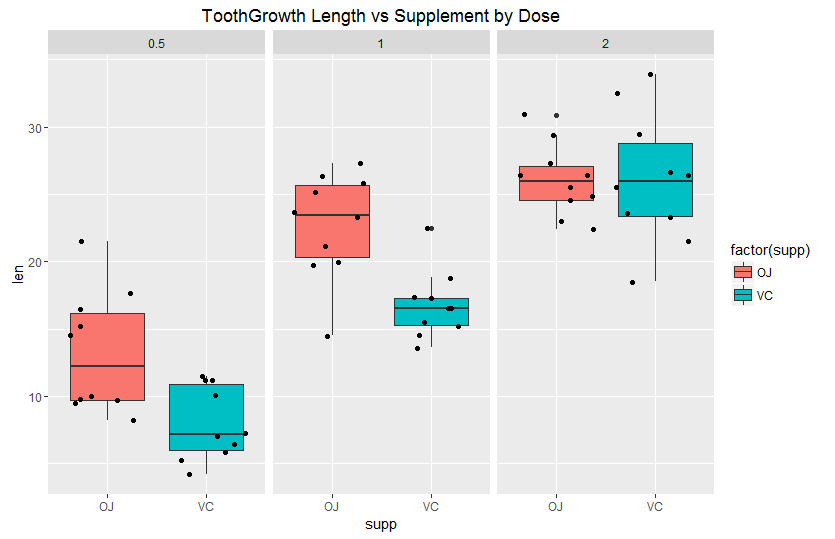 ToothGrowth Length vs Supplement by Dose
0.5
1
2
30
20
10
len
OJ
VC
OJ
VC
OJ
VC
supp
factor(supp)
OJ
VC